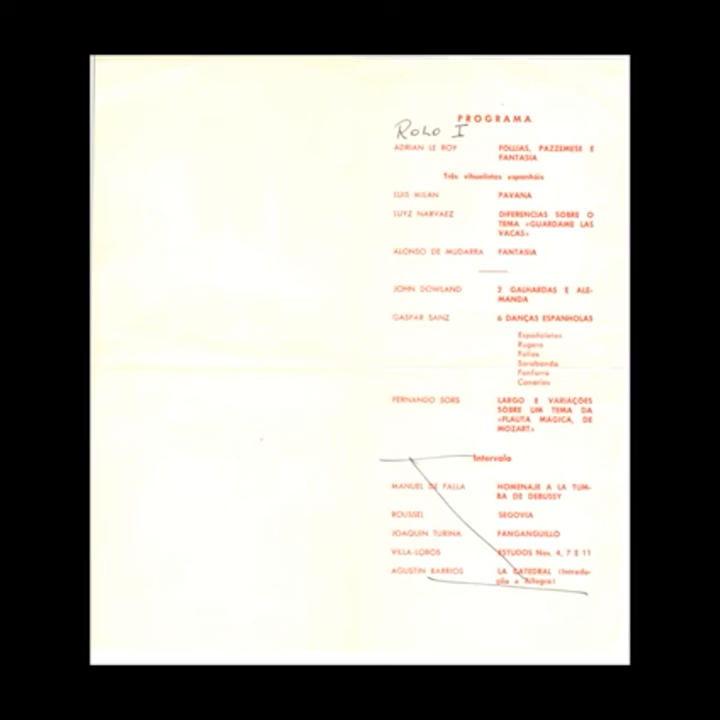 PROGRAMA
ROLO I
ADRIAN LE ROY FOLLIAS, PAZZEMESE E
FANTASIA
Três vihuelistas espanhóis
LUIS MILAN PAVANA
LUYZ NARVAEZ DIFERENCIAS SOBRE O
TEMA «GUARDAME LAS
VACAS»
ALONSO DE MUDARRA FANTASIA
JOHN DOWLAND 2 GALHARDAS E ALE-
MANDA
GASPAR SANZ 6 DANÇAS ESPANHOLAS
Españoletas
Rugero
Folias
Sarabanda
Fanfarra
Canarios
FERNANDO SORS LARGO E VARIAÇÕES
SOBRE UM TEMA DA
«FLAUTA MÁGICA, DE
MOZART»
Intervalo
MANUEL DE FALLA HOMENAJE A LA TUM-
BA DE DEBUSSY
ROUSSEL SEGOVIA
JOAQUIN TURINA FANGANGUILLO
VILLA-LOBOS ESTUDOS Nos. 4, 7 E 11
AGUSTIN BARRIOS LA CATEDRAL (Introdu-
ção e Allegro)